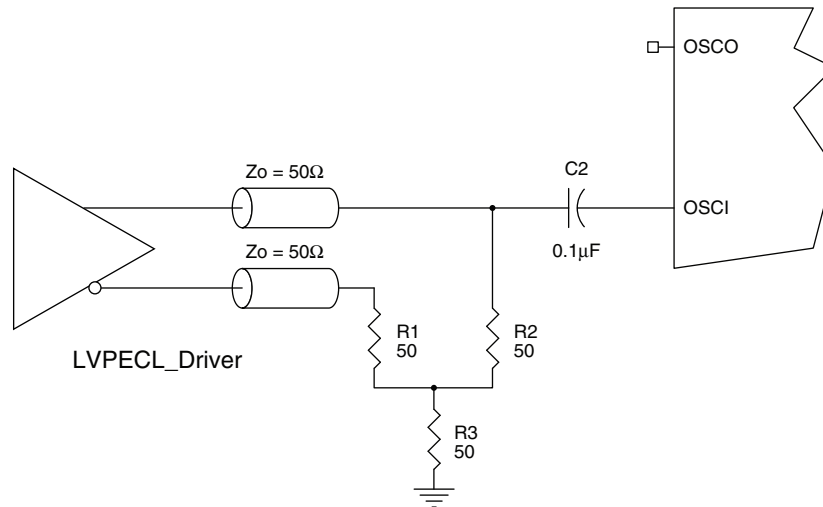 OSCO
C2
Zo = 50Ω
OSCI
0.1μF
Zo = 50Ω
R1
50
R2
50
LVPECL_Driver
R3
50